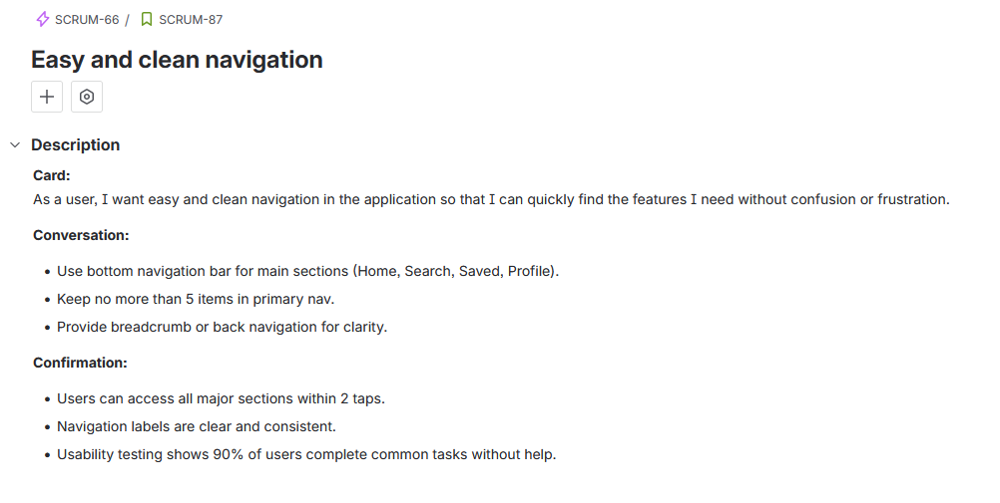 SCRUM-66 / SCRUM-87
Easy and clean navigation
Description
Card:
As a user, I want easy and clean navigation in the application so that I can quickly find the features I need without confusion or frustration.
Conversation:
• Use bottom navigation bar for main sections (Home, Search, Saved, Profile).
• Keep no more than 5 items in primary nav.
• Provide breadcrumb or back navigation for clarity.
Confirmation:
• Users can access all major sections within 2 taps.
• Navigation labels are clear and consistent.
• Usability testing shows 90% of users complete common tasks without help.